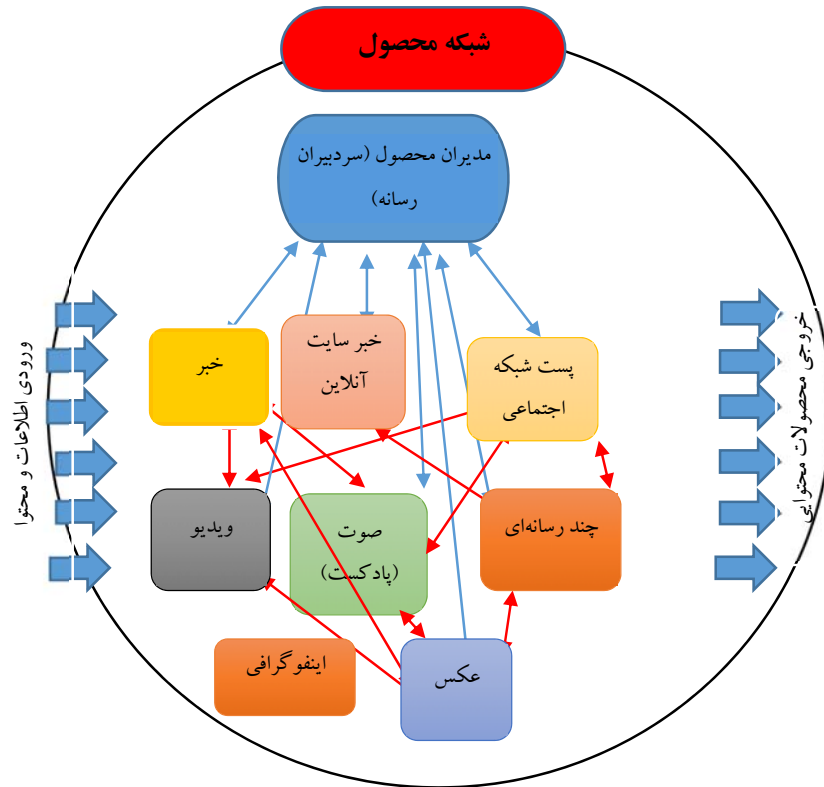 شبکه محصول
مدیران محصول (سردبیران
رسانه)
ورودی اطلاعات و محتوا
خروجی محصولات محتوایی
پست شبکه
اجتماعی
خبر سایت
آنلاین
خبر
چند رسانه‌ای
صوت
(پادکست)
ویدیو
عکس
اینفوگرافی